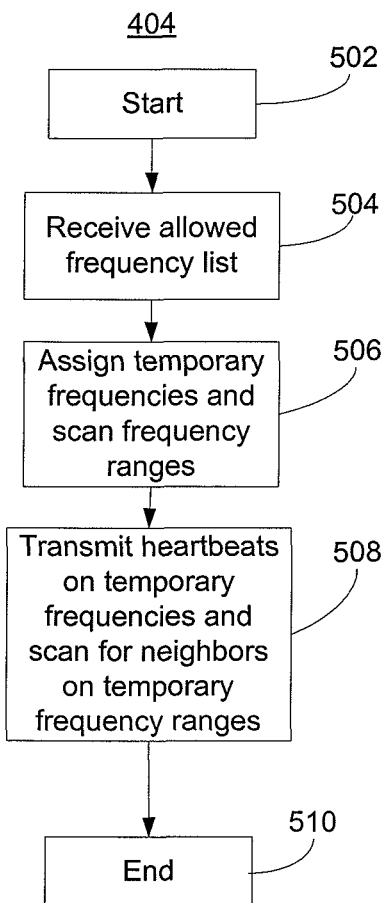 404
502
Start
504
Receive allowed
frequency list
506
Assign temporary
frequencies and
scan frequency
ranges
508
Transmit heartbeats
on temporary
frequencies and
scan for neighbors
on temporary
frequency ranges
510
End